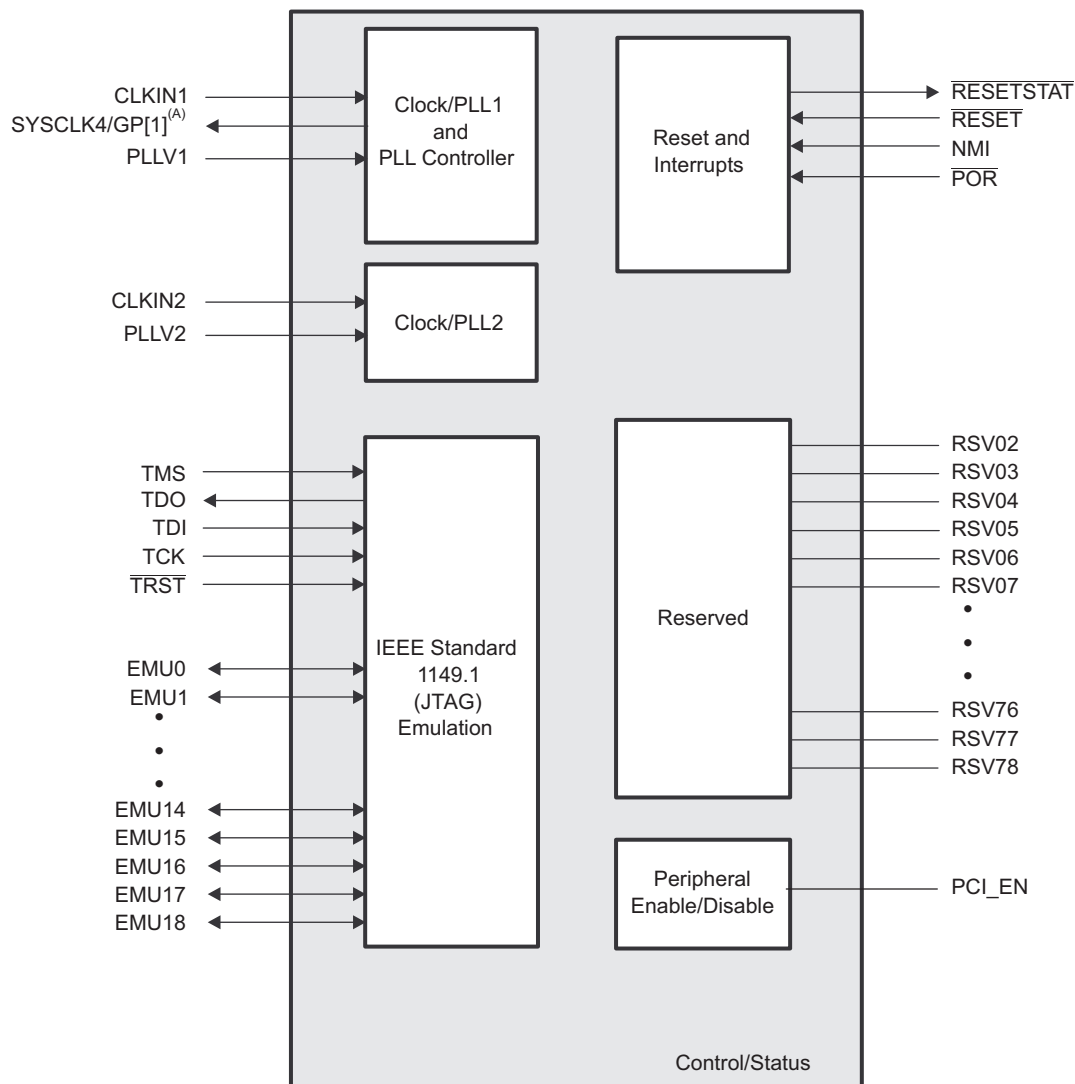 CLKIN1
SYSCLK4/GP[1](A)
PLLV1
Clock/PLL1
and
PLL Controller
CLKIN2
PLLV2
Clock/PLL2
TMS
TDO
TDI
TCK
TRST
EMU0
EMU1
•
•
•
EMU14
EMU15
EMU16
EMU17
EMU18
IEEE Standard
1149.1
(JTAG)
Emulation
Reset and
Interrupts
RESETSTAT
RESET
NMI
POR
Reserved
RSV02
RSV03
RSV04
RSV05
RSV06
RSV07
•
•
•
RSV76
RSV77
RSV78
Peripheral
Enable/Disable
PCI_EN
Control/Status